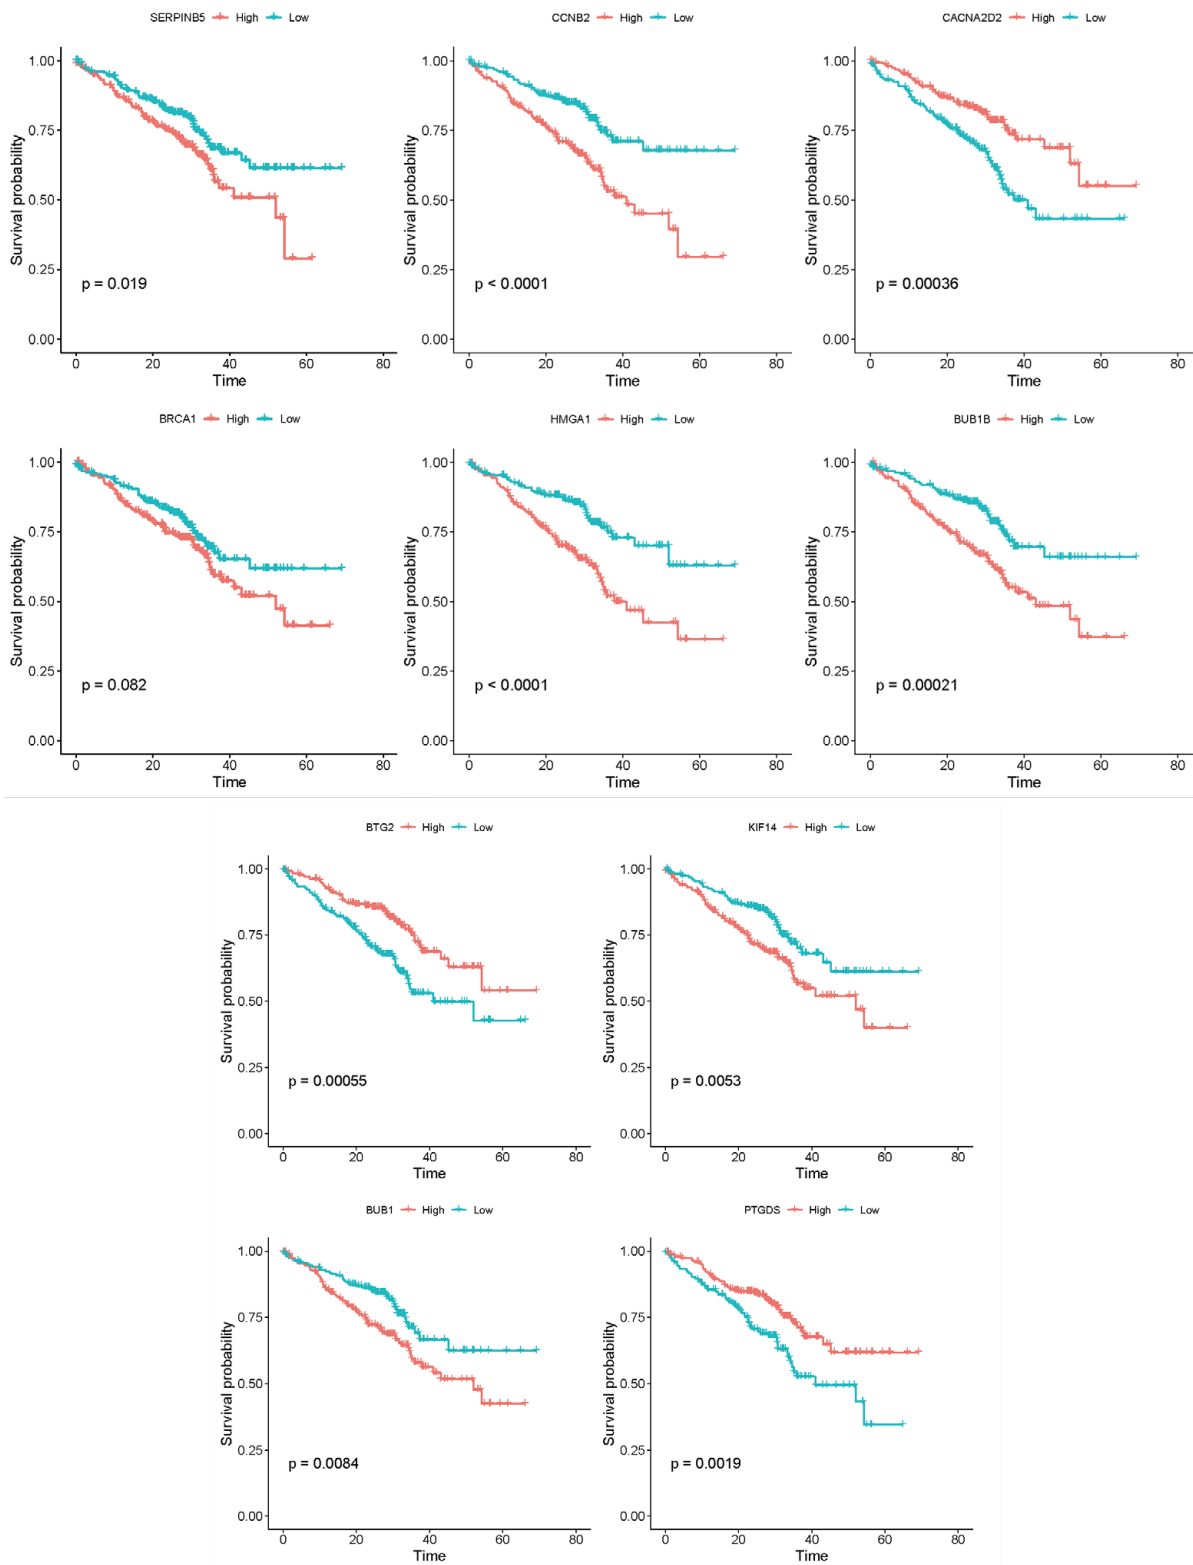 SERPINB5 High Low
Survival probability
1.00
0.75
0.50
0.25
0.00
p = 0.019
0 20 40 60 80
Time
CCNB2 High Low
Survival probability
1.00
0.75
0.50
0.25
0.00
p < 0.0001
0 20 40 60 80
Time
CACNA2D2 High Low
Survival probability
1.00
0.75
0.50
0.25
0.00
p = 0.00036
0 20 40 60 80
Time
BRCA1 High Low
Survival probability
1.00
0.75
0.50
0.25
0.00
p = 0.082
0 20 40 60 80
Time
HMGA1 High Low
Survival probability
1.00
0.75
0.50
0.25
0.00
p < 0.0001
0 20 40 60 80
Time
BUB1B High Low
Survival probability
1.00
0.75
0.50
0.25
0.00
p = 0.00021
0 20 40 60 80
Time
BTG2 High Low
Survival probability
1.00
0.75
0.50
0.25
0.00
p = 0.00055
0 20 40 60 80
Time
KIF14 High Low
Survival probability
1.00
0.75
0.50
0.25
0.00
p = 0.0053
0 20 40 60 80
Time
BUB1 High Low
Survival probability
1.00
0.75
0.50
0.25
0.00
p = 0.0084
0 20 40 60 80
Time
PTGDS High Low
Survival probability
1.00
0.75
0.50
0.25
0.00
p = 0.0019
0 20 40 60 80
Time